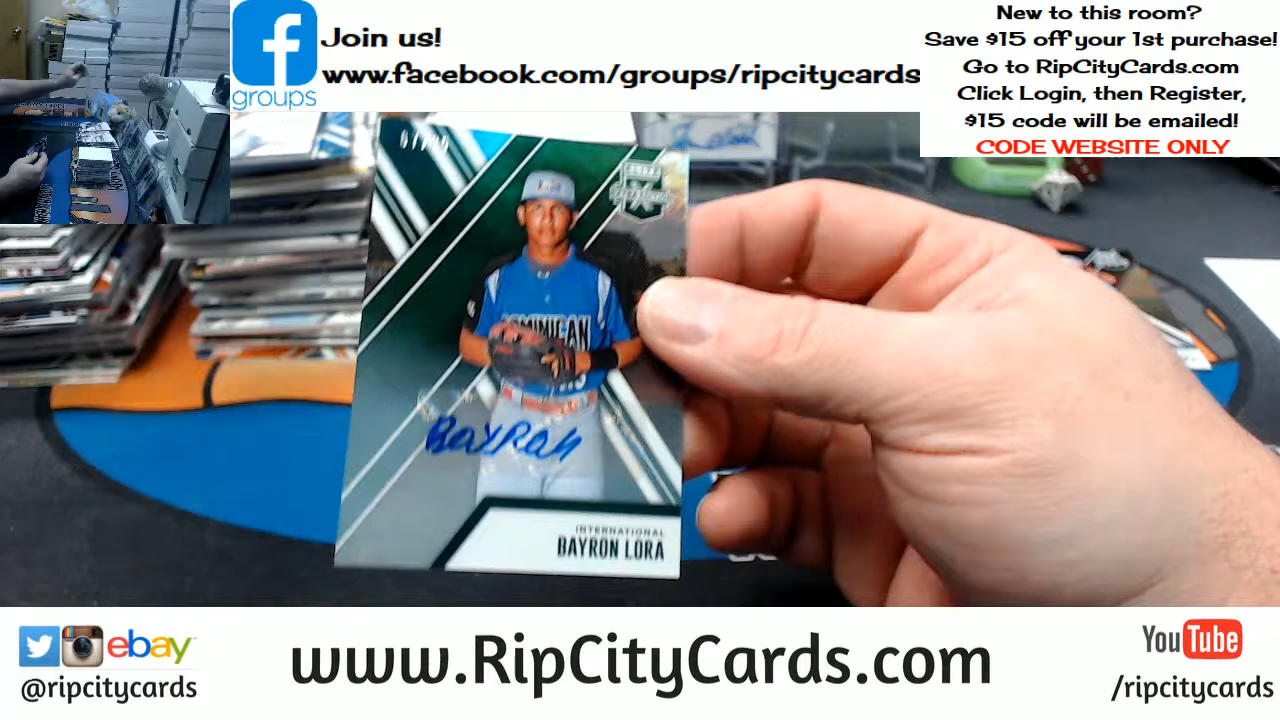 Join us!
www.facebook.com/groups/ripcitycards
groups
New to this room?
Save $15 off your 1st purchase!
Go to RipCityCards.com
Click Login, then Register,
$15 code will be emailed!
CODE WEBSITE ONLY
DOMINICAN
BAYRON
INTERNATIONAL
BAYRON LORA
ebay
@ripcitycards
www.RipCityCards.com
YouTube
/ripcitycards